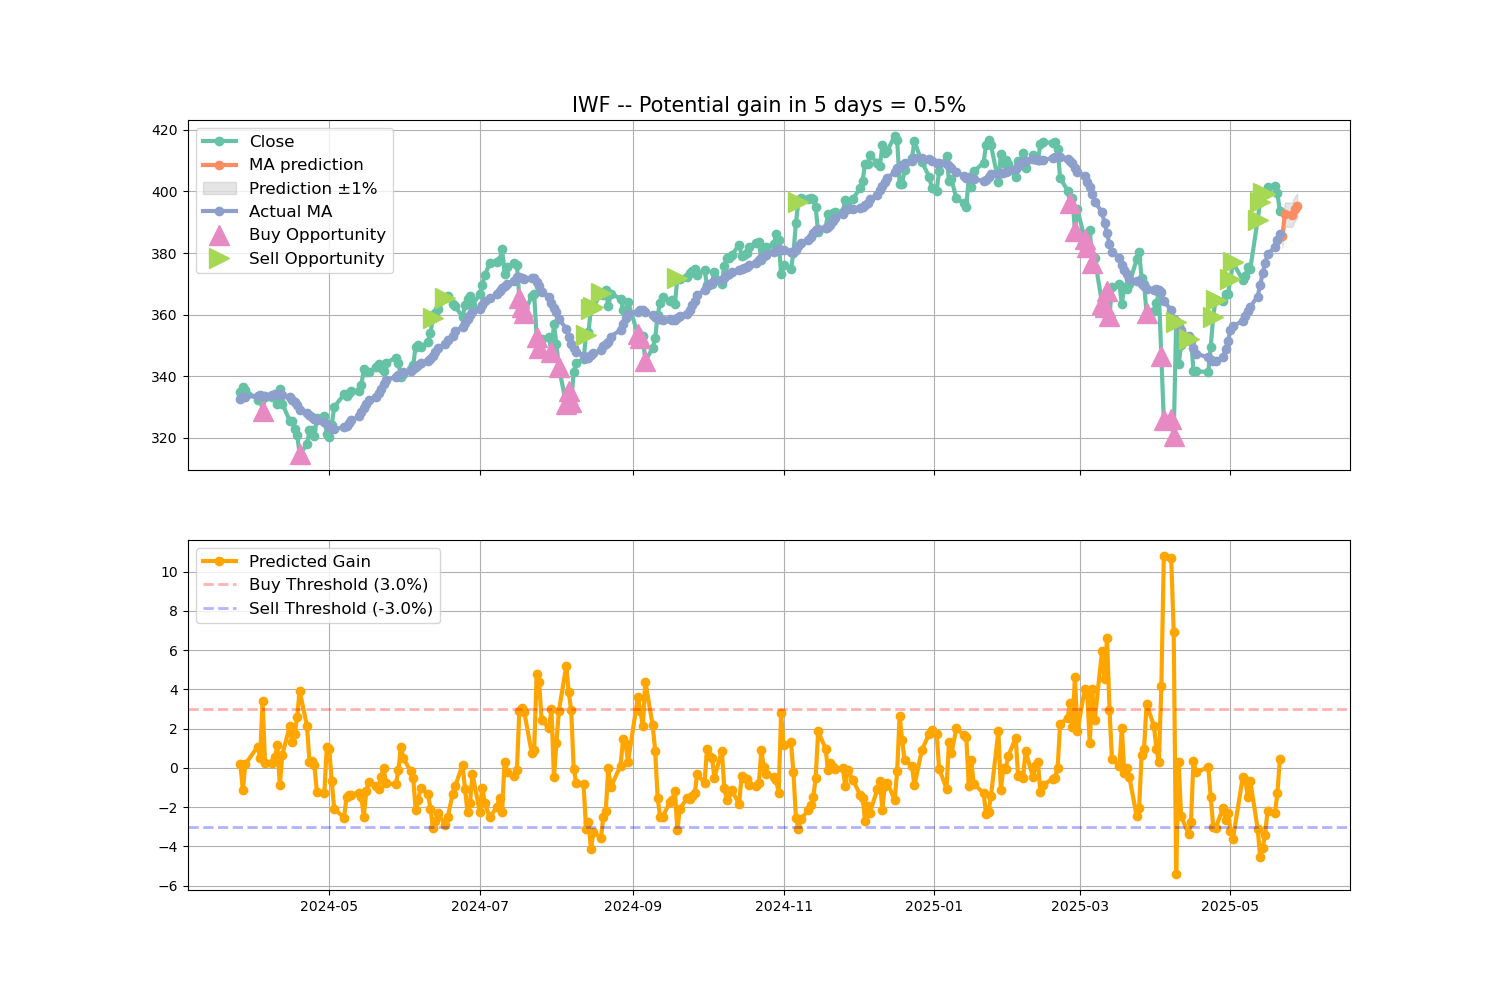 IWF -- Potential gain in 5 days = 0.5%
420
400
380
360
340
320
Close
MA prediction
Prediction ±1%
Actual MA
Buy Opportunity
Sell Opportunity
10
8
6
4
2
0
−2
−4
−6
Predicted Gain
Buy Threshold (3.0%)
Sell Threshold (-3.0%)
2024-05
2024-07
2024-09
2024-11
2025-01
2025-03
2025-05